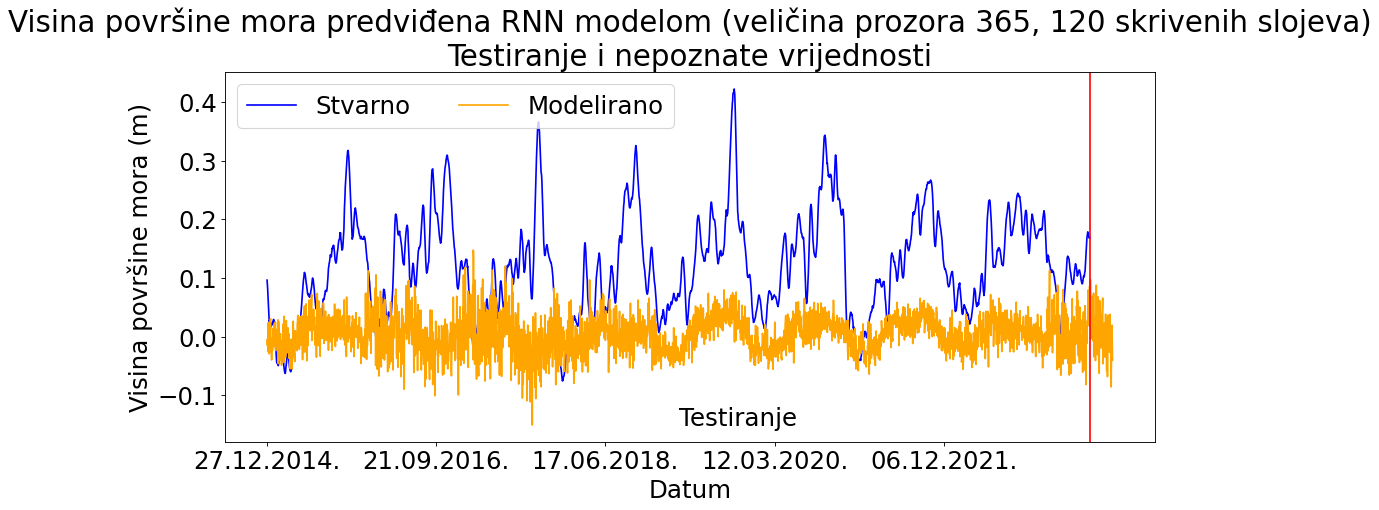 Visina površine mora predviđena RNN modelom (veličina prozora 365, 120 skrivenih slojeva)
Testiranje i nepoznate vrijednosti
Stvarno Modelirano
Visina površine mora (m)
0.4
0.3
0.2
0.1
0.0
−0.1
Testiranje
27.12.2014. 21.09.2016. 17.06.2018. 12.03.2020. 06.12.2021.
Datum